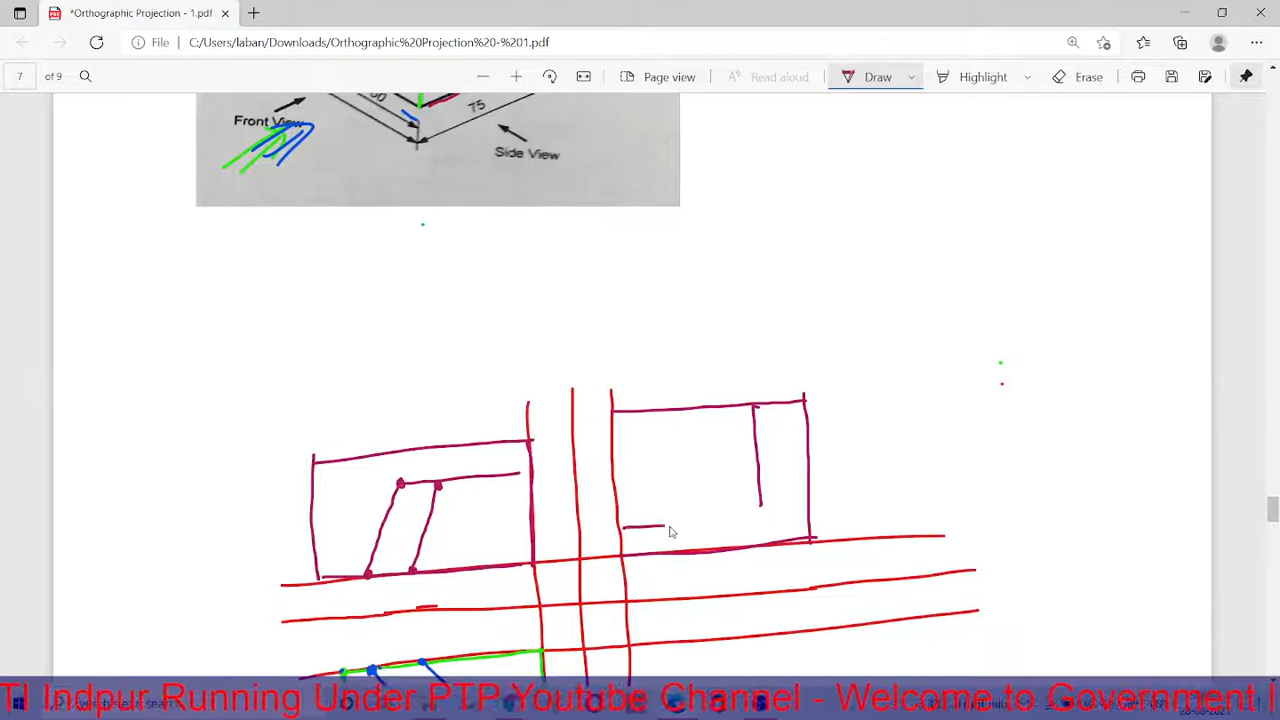 *Orthographic Projection - 1.pdf
File
C:/Users/laban/Downloads/Orthographic%20Projection%20-%201.pdf
7 of 9
Page view
Read aloud
Draw
Highlight
Erase
Front View
75
Side View
TI Indpur Running Under PTP Youtube Channel - Welcome to Government I